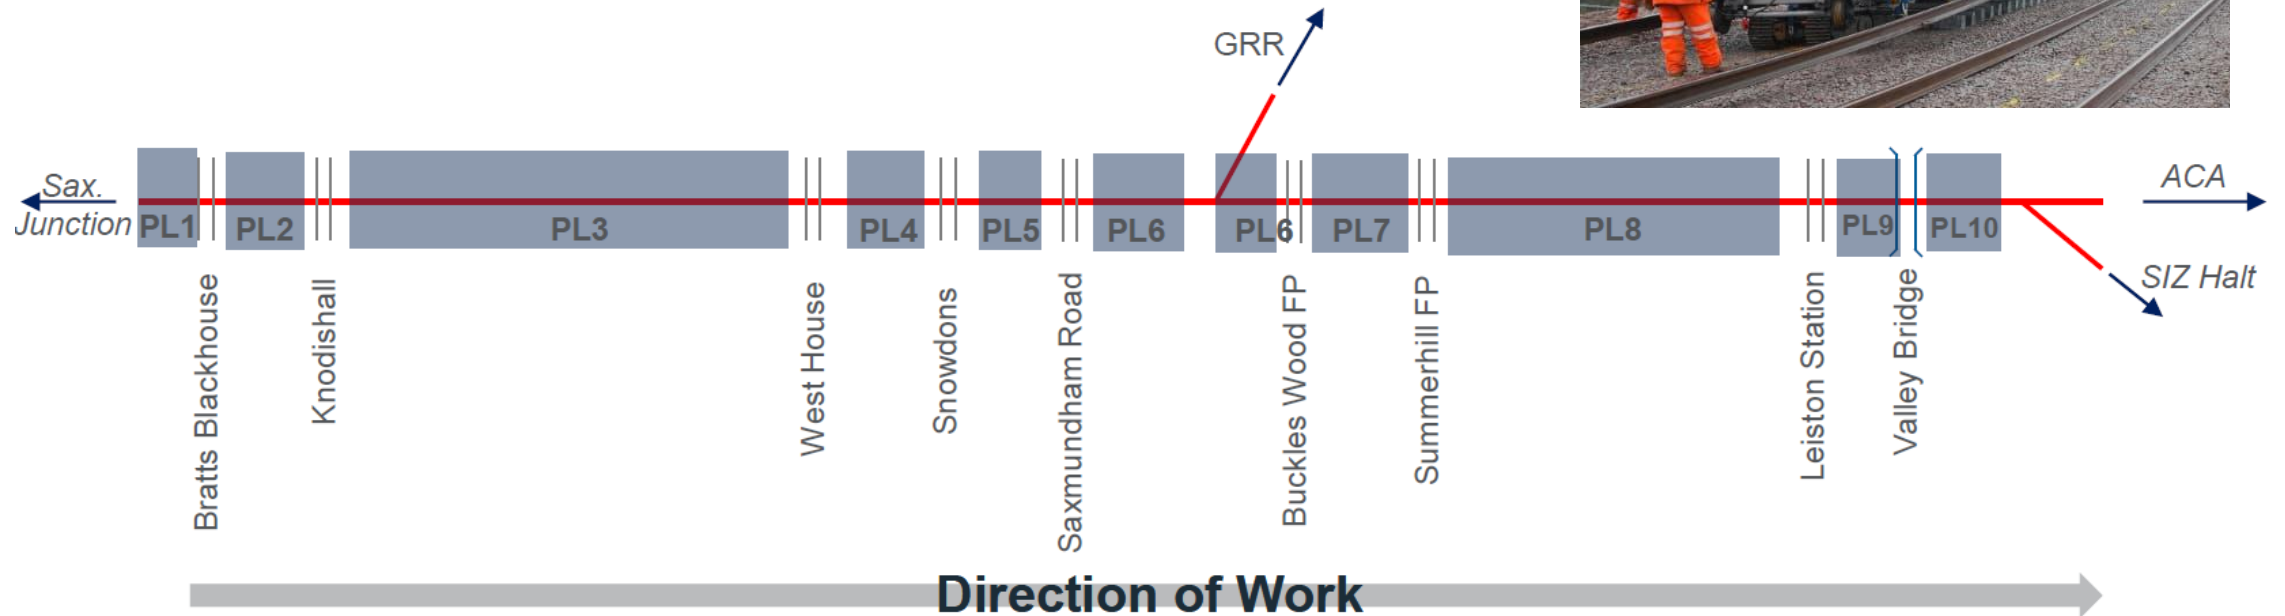 GRR
Sax.
Junction
ACA
PL1
PL2
PL3
PL4
PL5
PL6
PL6
PL7
PL8
PL9
PL10
SIZ Halt
Bratts Blackhouse
Knodishall
West House
Snowdons
Saxmundham Road
Buckles Wood FP
Summerhill FP
Leiston Station
Valley Bridge
Direction of Work